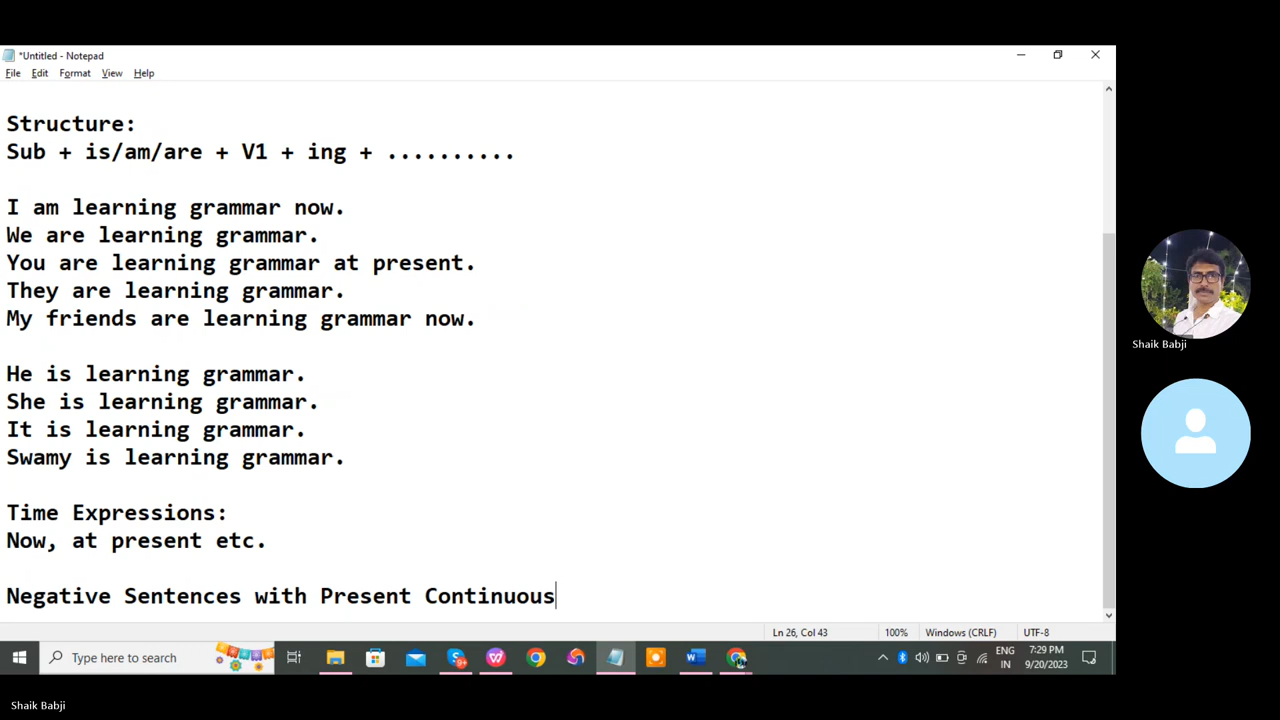 *Untitled - Notepad
File Edit Format View Help
Structure:
Sub + is/am/are + V1 + ing + ..........
I am learning grammar now.
We are learning grammar.
You are learning grammar at present.
They are learning grammar.
My friends are learning grammar now.
He is learning grammar.
She is learning grammar.
It is learning grammar.
Swamy is learning grammar.
Time Expressions:
Now, at present etc.
Negative Sentences with Present Continuous
Ln 26, Col 43 100% Windows (CRLF) UTF-8
Type here to search
ENG
IN
7:29 PM
9/20/2023
Shaik Babji
Shaik Babji